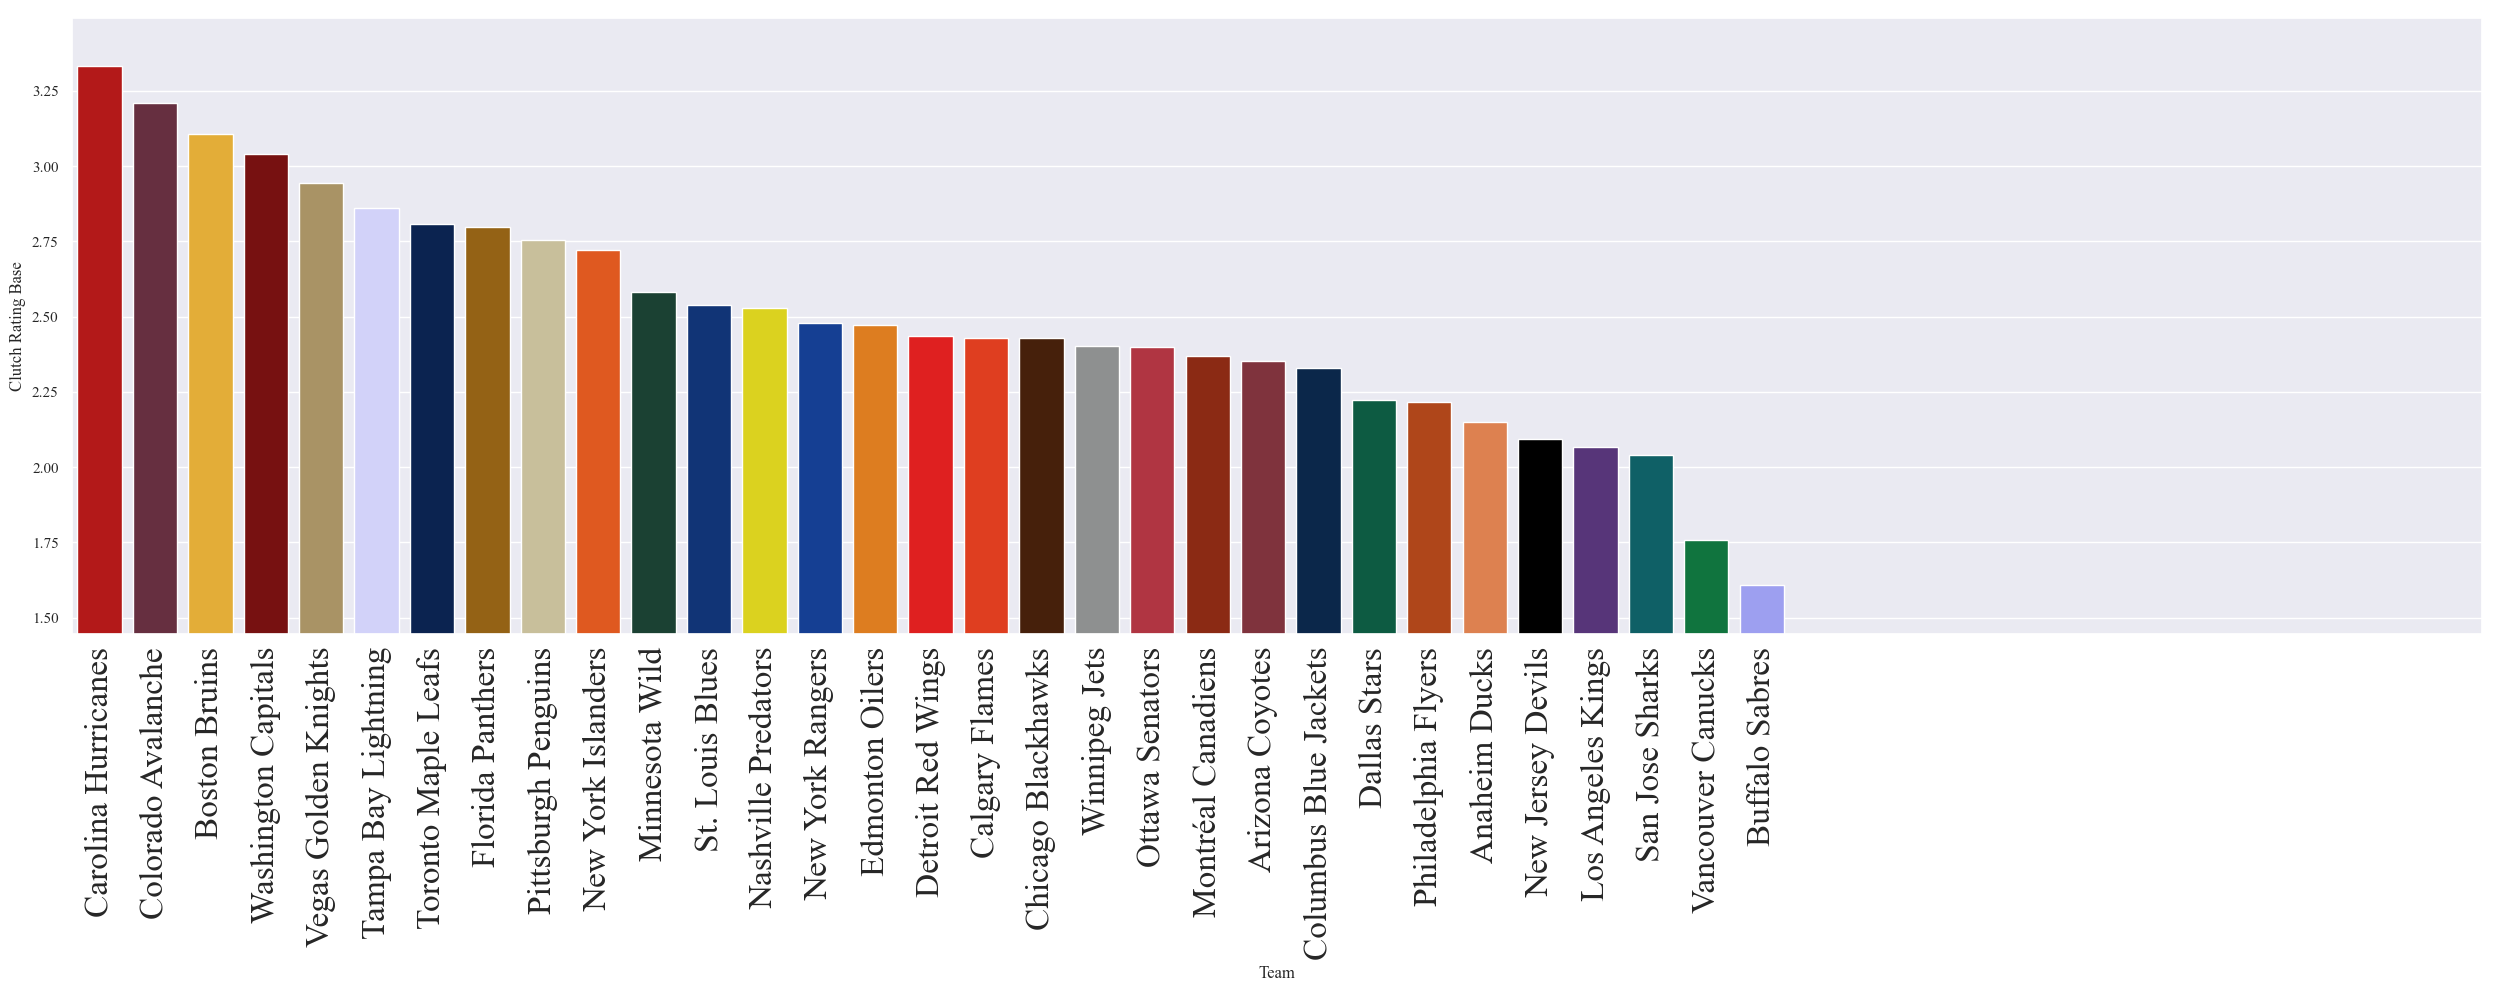 3.25
3.00
2.75
2.50
2.25
2.00
1.75
1.50
Clutch Rating Base
Carolina Hurricanes
Colorado Avalanche
Boston Bruins
Washington Capitals
Vegas Golden Knights
Tampa Bay Lightning
Toronto Maple Leafs
Florida Panthers
Pittsburgh Penguins
New York Islanders
Minnesota Wild
St. Louis Blues
Nashville Predators
New York Rangers
Edmonton Oilers
Detroit Red Wings
Calgary Flames
Chicago Blackhawks
Winnipeg Jets
Ottawa Senators
Montréal Canadiens
Arizona Coyotes
Columbus Blue Jackets
Dallas Stars
Philadelphia Flyers
Anaheim Ducks
New Jersey Devils
Los Angeles Kings
San Jose Sharks
Vancouver Canucks
Buffalo Sabres
Team